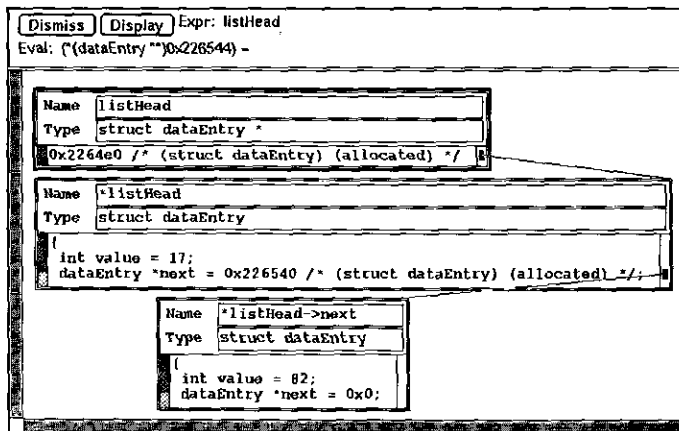 Dismiss Display Expr: listHead
Eval: (*(dataEntry **)0x226544) =
Name listHead
Type struct dataEntry *
0x2264e0 /* (struct dataEntry) (allocated) */
Name *listHead
Type struct dataEntry
{
int value = 17;
dataEntry *next = 0x226540 /* (struct dataEntry) (allocated) */;
Name *listHead->next
Type struct dataEntry
{
int value = 82;
dataEntry *next = 0x0;